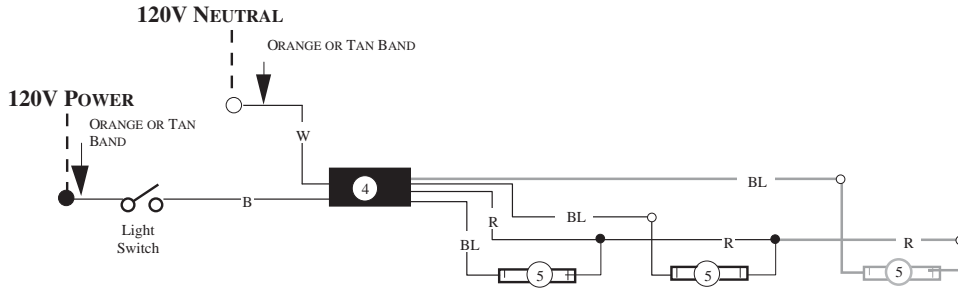 120V NEUTRAL
ORANGE OR TAN BAND
120V POWER
ORANGE OR TAN
BAND
W
4
BL
B
R
BL
Light
Switch
BL
R
R
5
5
5